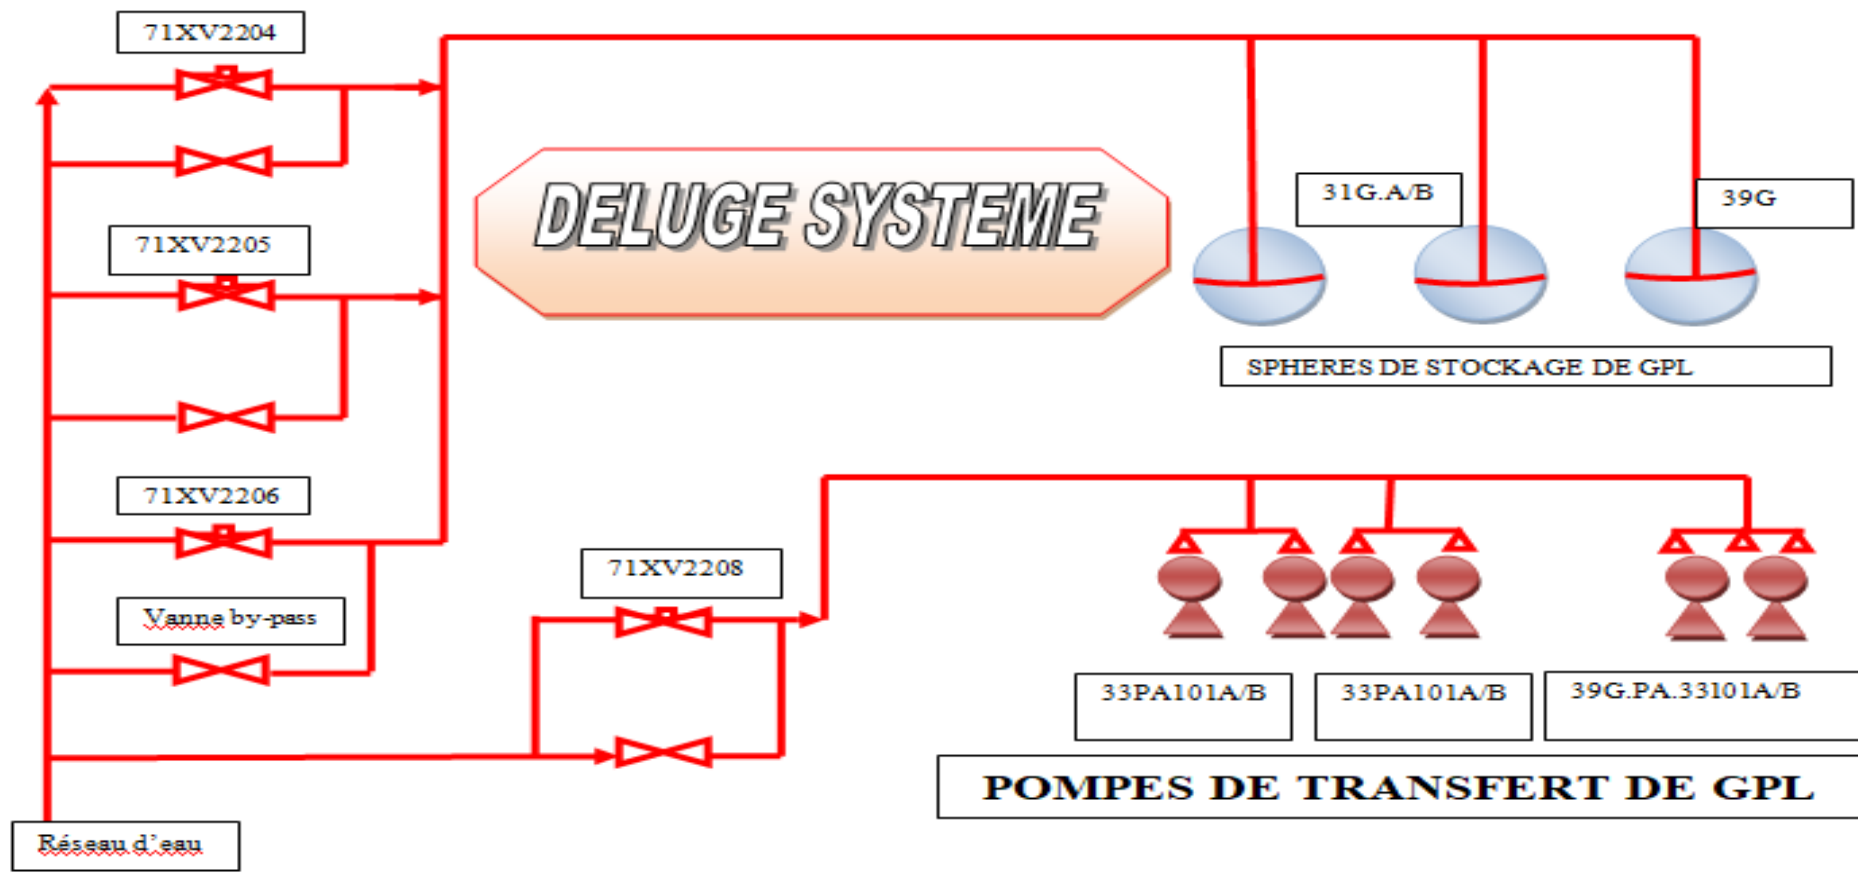 71XV2204
DELUGE SYSTEME
31G.A/B
39G
71XV2205
SPHERES DE STOCKAGE DE GPL
71XV2206
71XV2208
Vanne by-pass
33PA101A/B
33PA101A/B
39G.PA.33101A/B
POMPES DE TRANSFERT DE GPL
Réseau d'eau